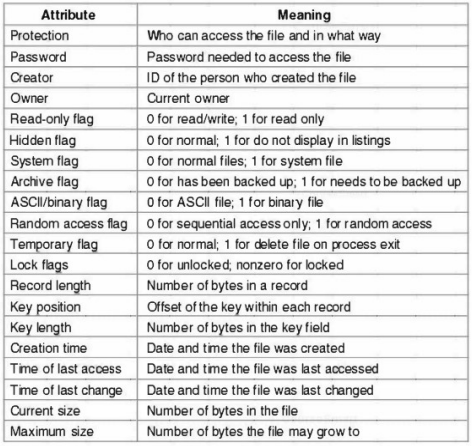 Attribute Meaning
Protection Who can access the file and in what way
Password Password needed to access the file
Creator ID of the person who created the file
Owner Current owner
Read-only flag 0 for read/write; 1 for read only
Hidden flag 0 for normal; 1 for do not display in listings
System flag 0 for normal files; 1 for system file
Archive flag 0 for has been backed up; 1 for needs to be backed up
ASCII/binary flag 0 for ASCII file; 1 for binary file
Random access flag 0 for sequential access only; 1 for random access
Temporary flag 0 for normal; 1 for delete file on process exit
Lock flags 0 for unlocked; nonzero for locked
Record length Number of bytes in a record
Key position Offset of the key within each record
Key length Number of bytes in the key field
Creation time Date and time the file was created
Time of last access Date and time the file was last accessed
Time of last change Date and time the file was last changed
Current size Number of bytes in the file
Maximum size Number of bytes the file may grow to